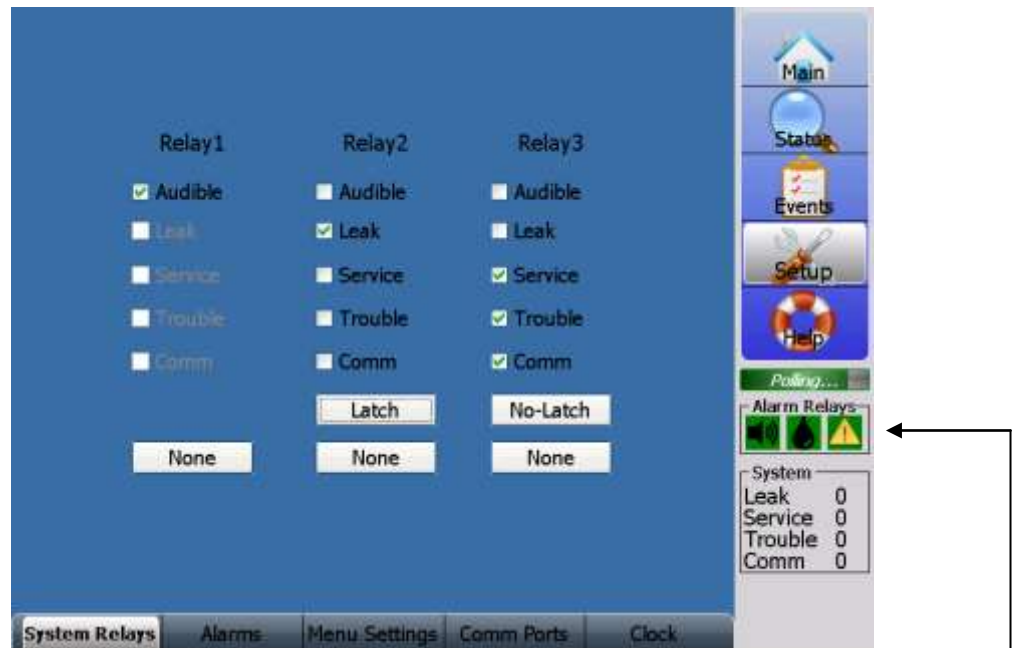 Relay1 Relay2 Relay3
Audible Audible Audible
Leak Leak Leak
Service Service Service
Trouble Trouble Trouble
Comm Comm Comm
Latch No-Latch
None None None
System Relays Alarms Menu Settings Comm Ports Clock
Main
Status
Events
Setup
Help
Polling...
Alarm Relays
System
Leak 0
Service 0
Trouble 0
Comm 0